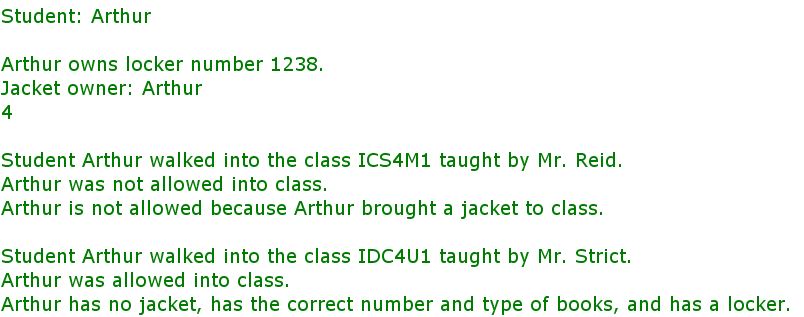 Student: Arthur
Arthur owns locker number 1238.
Jacket owner: Arthur
4
Student Arthur walked into the class ICS4M1 taught by Mr. Reid.
Arthur was not allowed into class.
Arthur is not allowed because Arthur brought a jacket to class.
Student Arthur walked into the class IDC4U1 taught by Mr. Strict.
Arthur was allowed into class.
Arthur has no jacket, has the correct number and type of books, and has a locker.